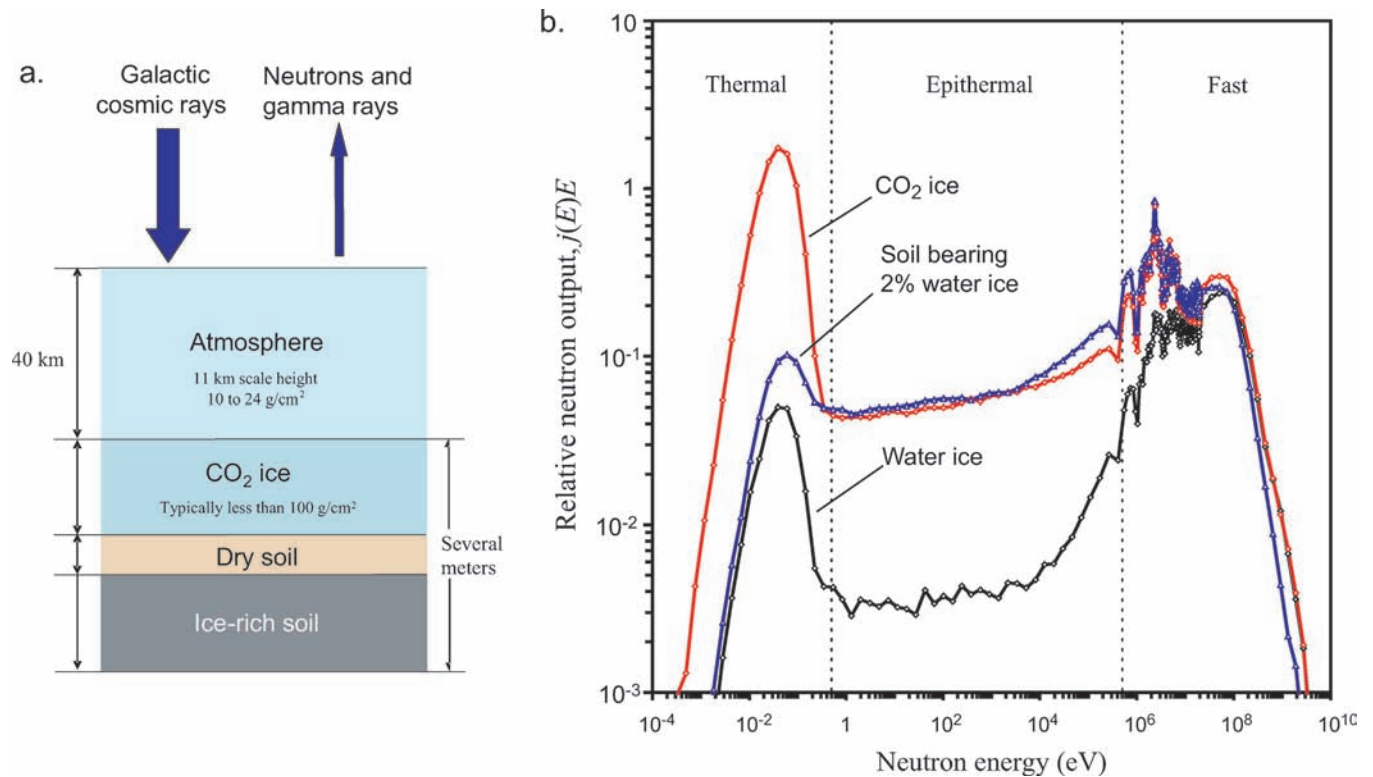 a.
Galactic
cosmic rays
Neutrons and
gamma rays
40 km
Atmosphere
11 km scale height
10 to 24 g/cm²
CO₂ ice
Typically less than 100 g/cm²
Dry soil
Ice-rich soil
Several
meters
b.
Relative neutron output, j(E)E
10
1
10⁻¹
10⁻²
10⁻³
Thermal
Epithermal
Fast
CO₂ ice
Soil bearing
2% water ice
Water ice
10⁻⁴
10⁻²
1
10²
10⁴
10⁶
10⁸
10¹⁰
Neutron energy (eV)